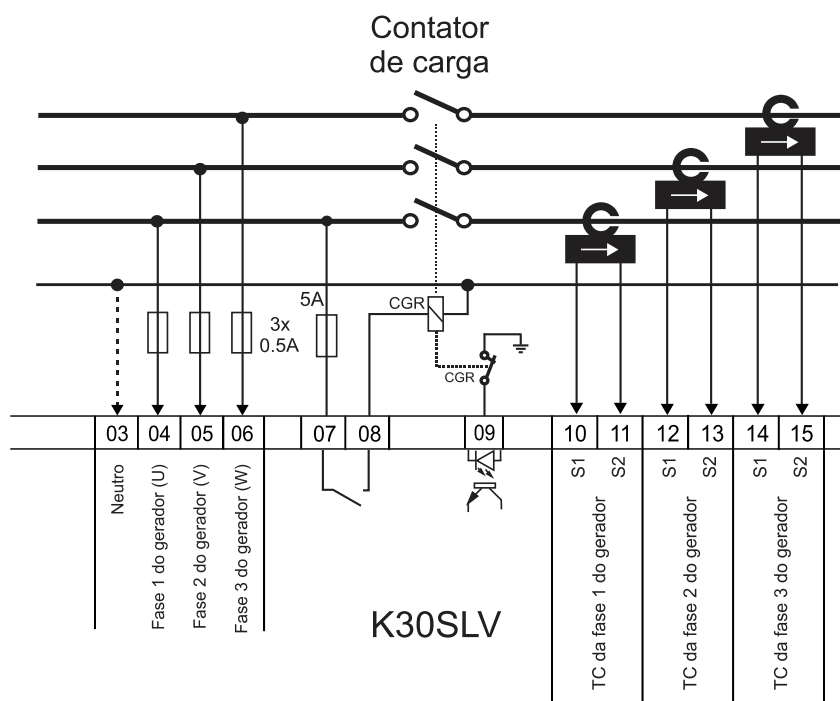 Contator
de carga
5A
3x
0.5A
CGR
CGR
03
04
05
06
07
08
09
10
11
12
13
14
15
Neutro
Fase 1 do gerador (U)
Fase 2 do gerador (V)
Fase 3 do gerador (W)
S1
S2
S1
S2
S1
S2
TC da fase 1 do gerador
TC da fase 2 do gerador
TC da fase 3 do gerador
K30SLV